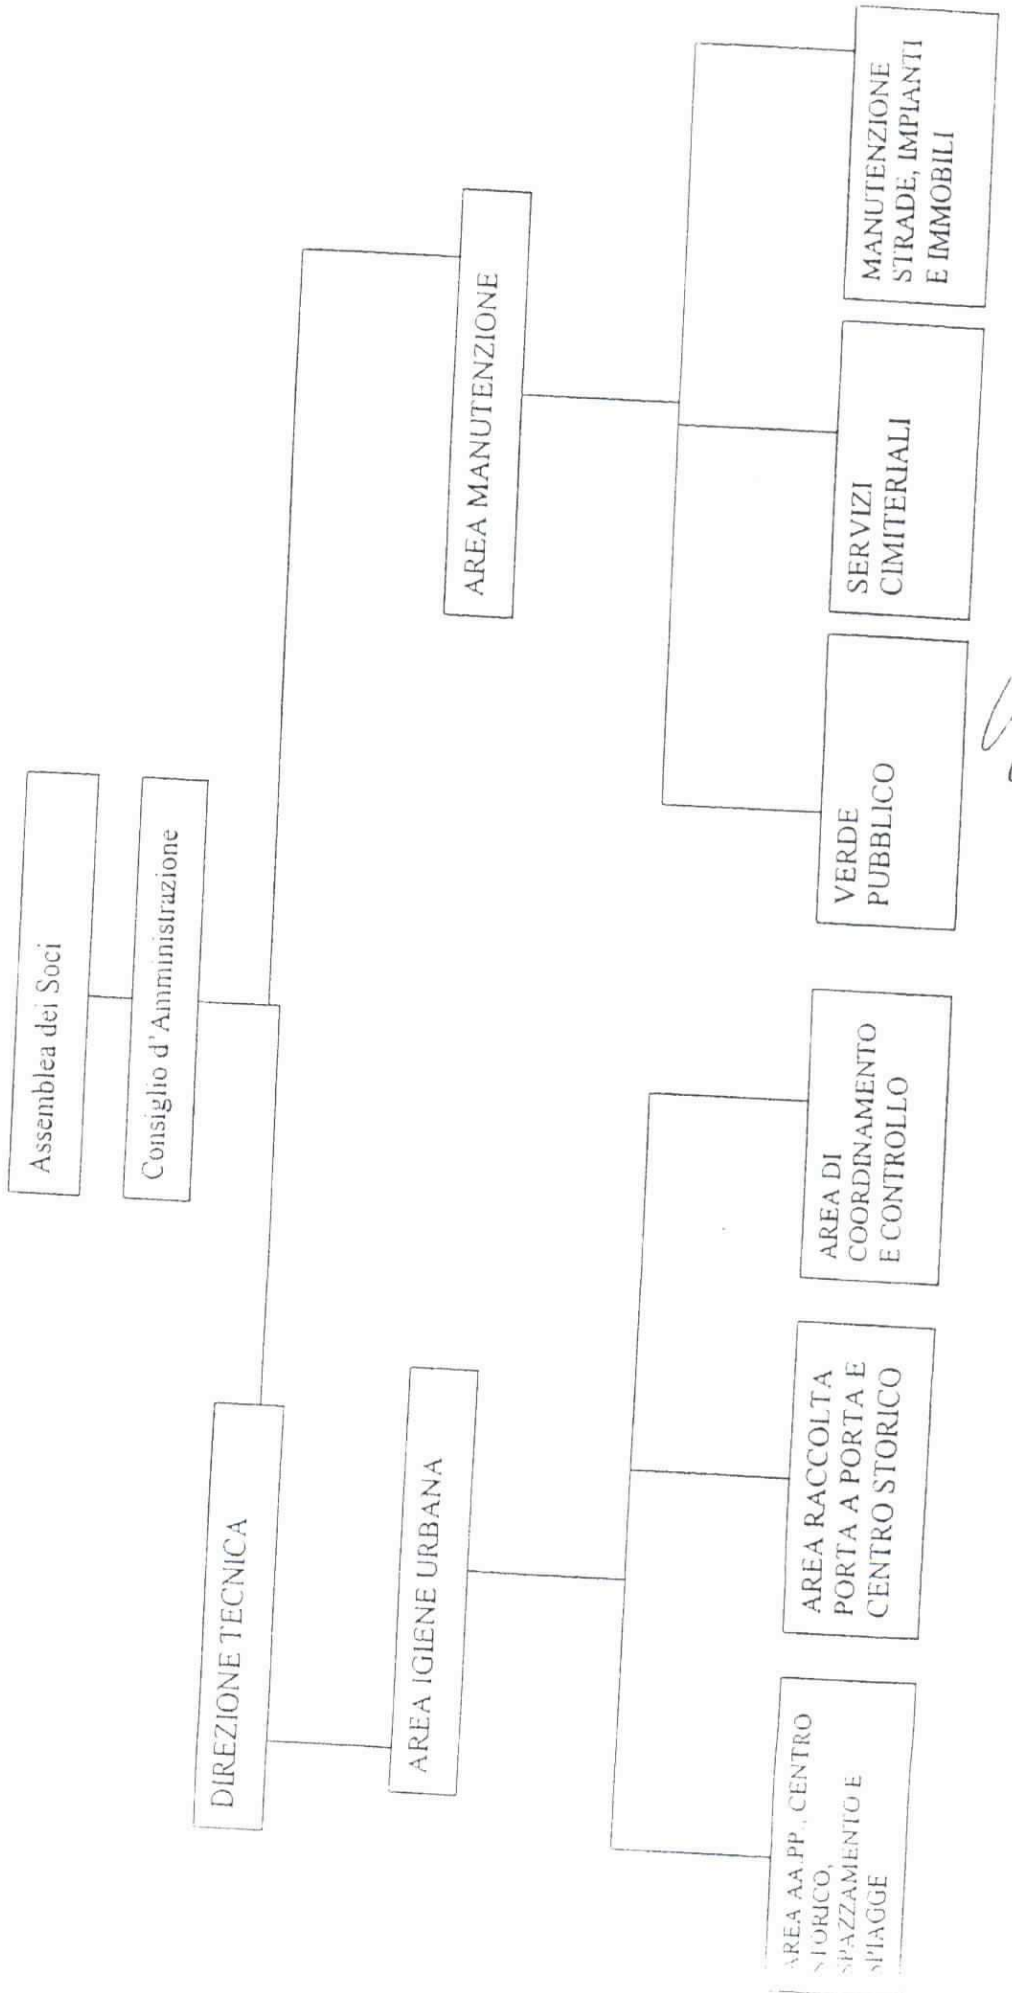 Assemblea dei Soci
Consiglio d'Amministrazione
DIREZIONE TECNICA
AREA IGIENE URBANA
AREA MANUTENZIONE
AREA AA.PP., CENTRO
STORICO,
SPAZZAMENTO E
SPIAGGE
AREA RACCOLTA
PORTA A PORTA E
CENTRO STORICO
AREA DI
COORDINAMENTO
E CONTROLLO
VERDE
PUBBLICO
SERVIZI
CIMITERIALI
MANUTENZIONE
STRADE, IMPIANTI
E IMMOBILI